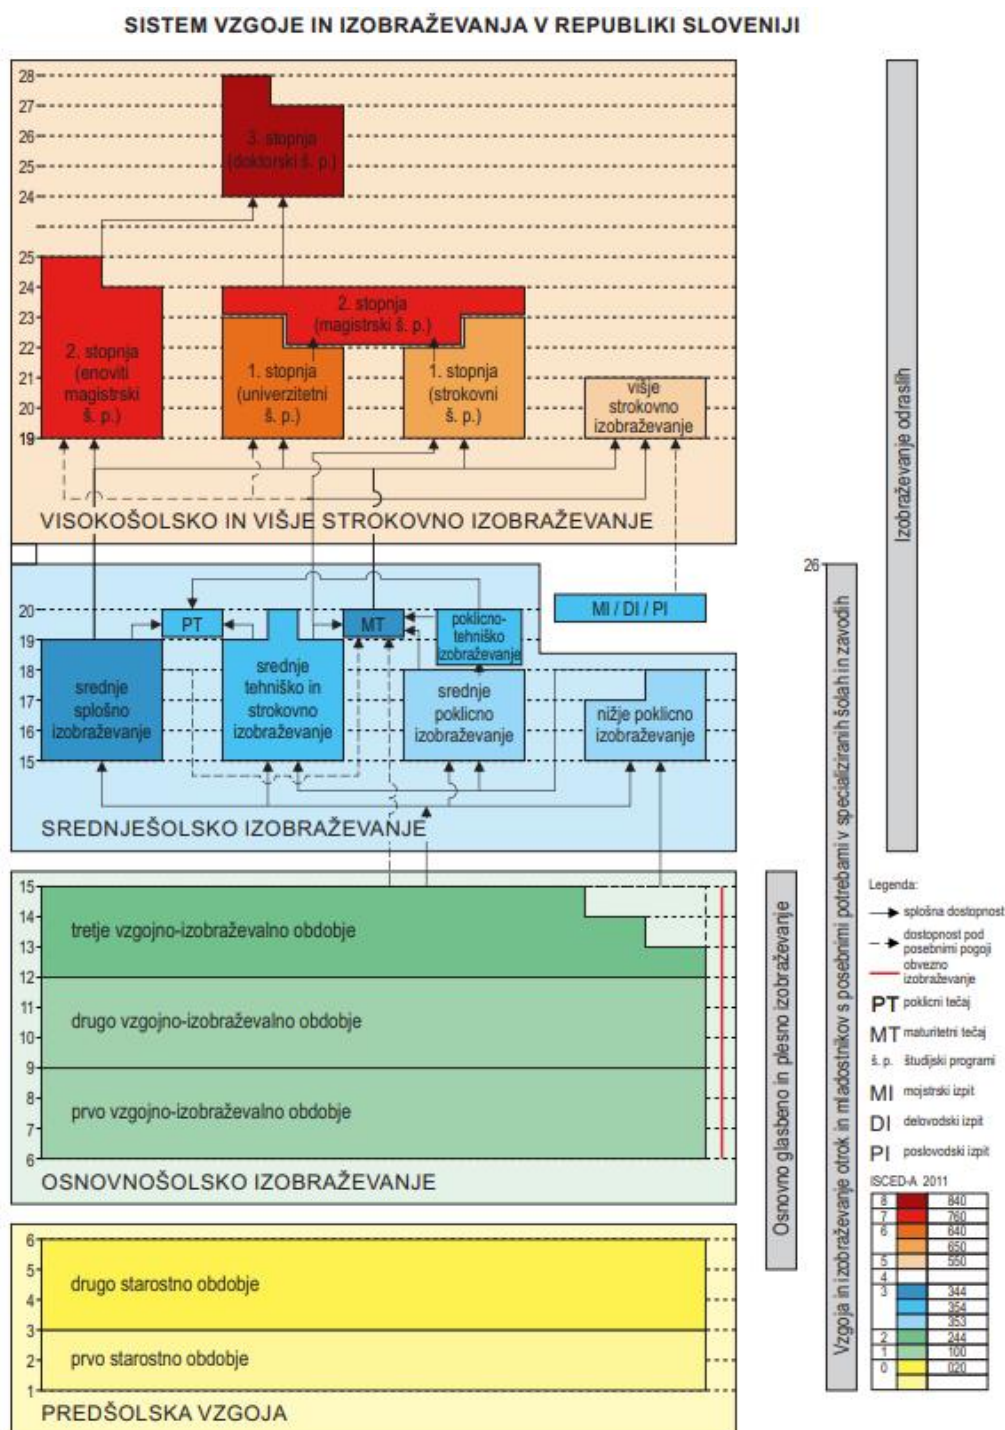 SISTEM VZGOJE IN IZOBRAŽEVANJA V REPUBLIKI SLOVENIJI
28
27
26
25
24
25
24
23
22
21
20
19
3. stopnja
(doktorski š. p.)
2. stopnja
(enoviti
magistrski
š. p.)
2. stopnja
(magistrski š. p.)
1. stopnja
(univerzitetni
š. p.)
1. stopnja
(strokovni
š. p.)
višje
strokovno
izobraževanje
VISOKOŠOLSKO IN VIŠJE STROKOVNO IZOBRAŽEVANJE
20
19
18
17
16
15
PT
MT
MI / DI / PI
poklicno-
tehniško
izobraževanje
srednje
splošno
izobraževanje
srednje
tehniško in
strokovno
izobraževanje
srednje
poklicno
izobraževanje
nižje poklicno
izobraževanje
SREDNJEŠOLSKO IZOBRAŽEVANJE
15
14
13
12
11
10
9
8
7
6
tretje vzgojno-izobraževalno obdobje
drugo vzgojno-izobraževalno obdobje
prvo vzgojno-izobraževalno obdobje
OSNOVNOŠOLSKO IZOBRAŽEVANJE
6
5
4
3
2
1
drugo starostno obdobje
prvo starostno obdobje
PREDŠOLSKA VZGOJA
Osnovno glasbeno in plesno izobraževanje
26
Vzgoja in izobraževanje otrok in mladostnikov s posebnimi potrebami v specializiranih šolah in zavodih
Izobraževanje odraslih
Legenda:
splošna dostopnost
dostopnost pod
posebnimi pogoji
obvezno
izobraževanje
PT poklicni tečaj
MT maturitetni tečaj
š. p. študijski programi
MI mojstrski izpit
DI delovodski izpit
PI poslovodski izpit
ISCED-A 2011
8 840
7 760
6 640
650
5 550
4
3 344
354
353
2 244
1 100
0 020